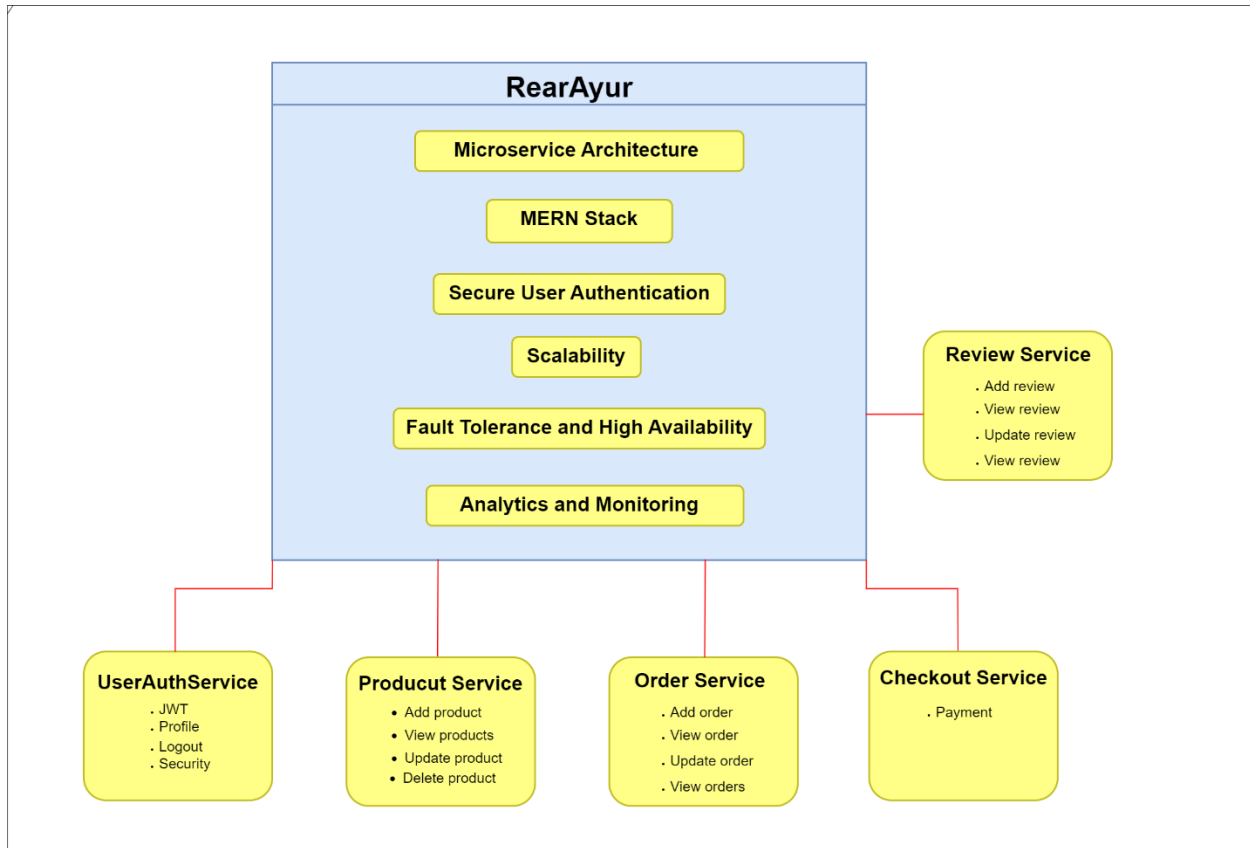 RearAyur
Microservice Architecture
MERN Stack
Secure User Authentication
Scalability
Fault Tolerance and High Availability
Analytics and Monitoring
Review Service
. Add review
. View review
. Update review
. View review
UserAuthService
. JWT
. Profile
. Logout
. Security
Producut Service
• Add product
• View products
• Update product
• Delete product
Order Service
. Add order
. View order
. Update order
. View orders
Checkout Service
. Payment